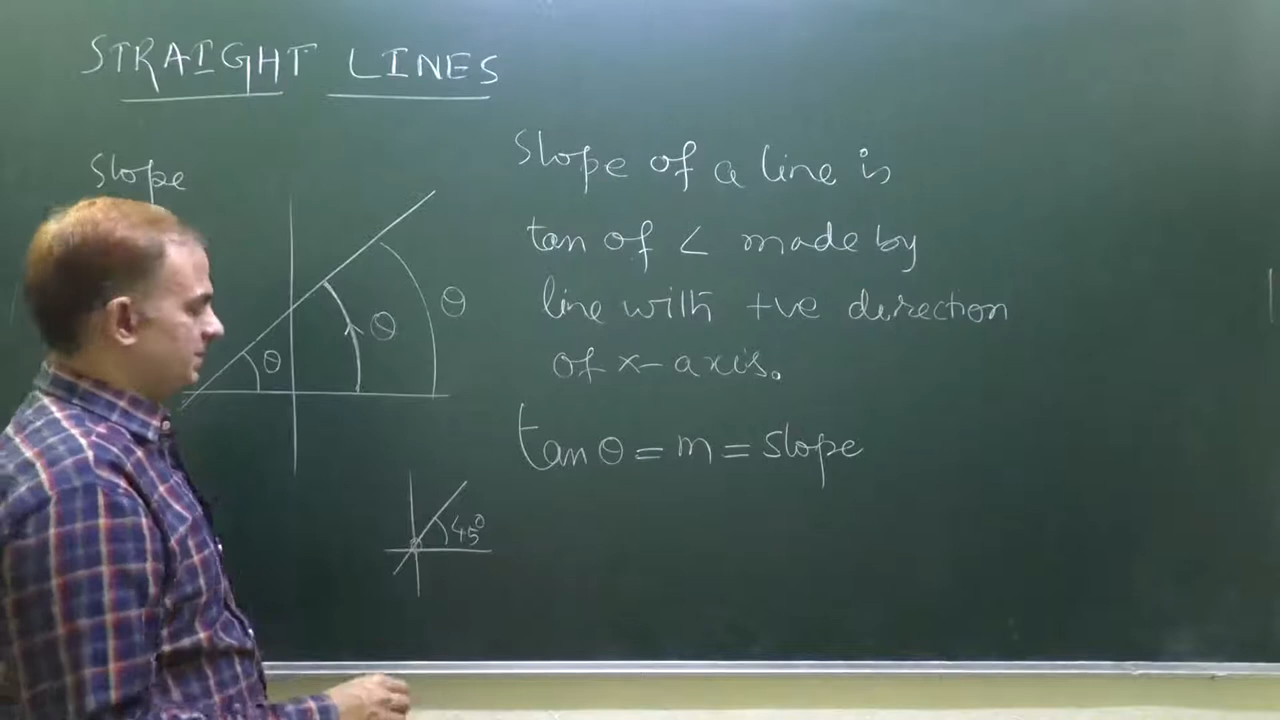 STRAIGHT LINES
Slope
Slope of a line is
tan of ∠ made by
line with +ve direction
of x-axis.
tan θ = m = slope
θ
θ
θ
45°